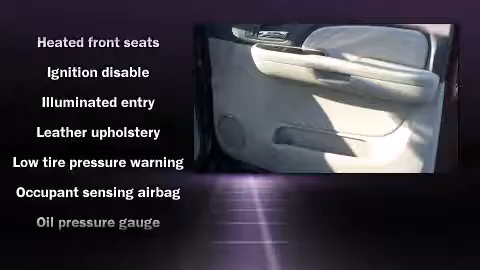 Heated front seats
Ignition disable
Illuminated entry
Leather upholstery
Low tire pressure warning
Occupant sensing airbag
Oil pressure gauge